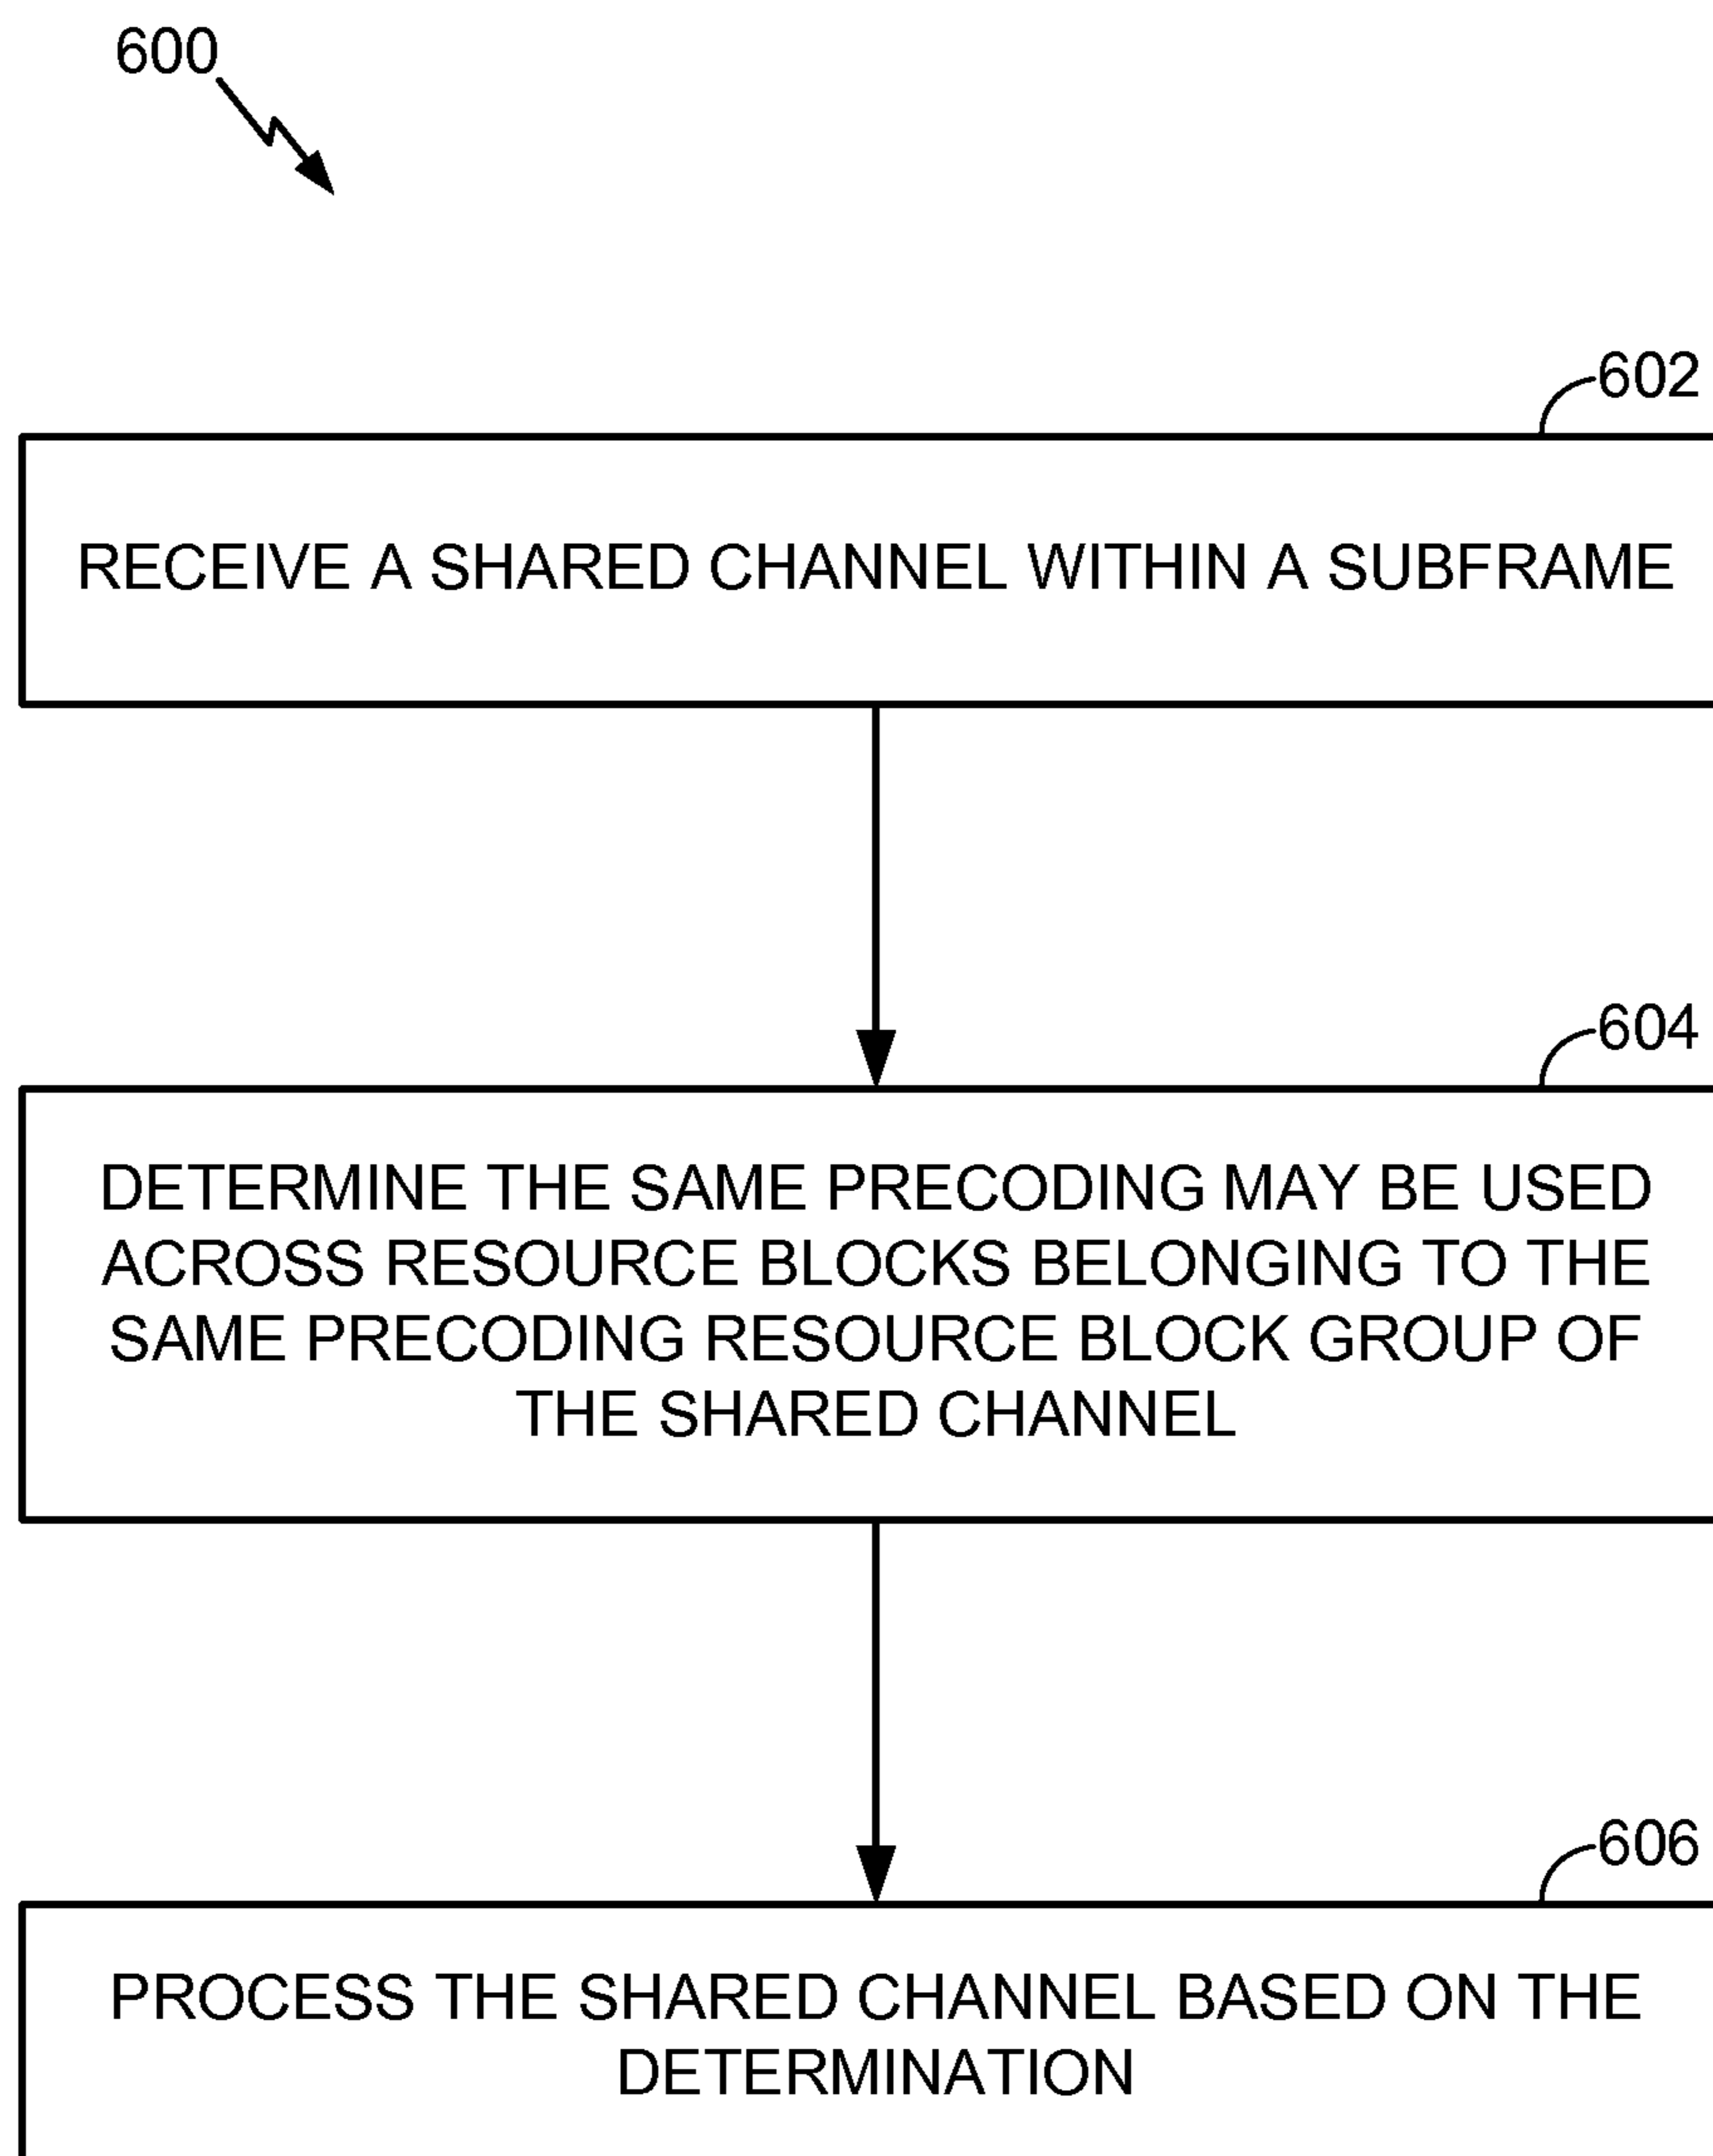 600
602
RECEIVE A SHARED CHANNEL WITHIN A SUBFRAME
604
DETERMINE THE SAME PRECODING MAY BE USED
ACROSS RESOURCE BLOCKS BELONGING TO THE
SAME PRECODING RESOURCE BLOCK GROUP OF
THE SHARED CHANNEL
606
PROCESS THE SHARED CHANNEL BASED ON THE
DETERMINATION